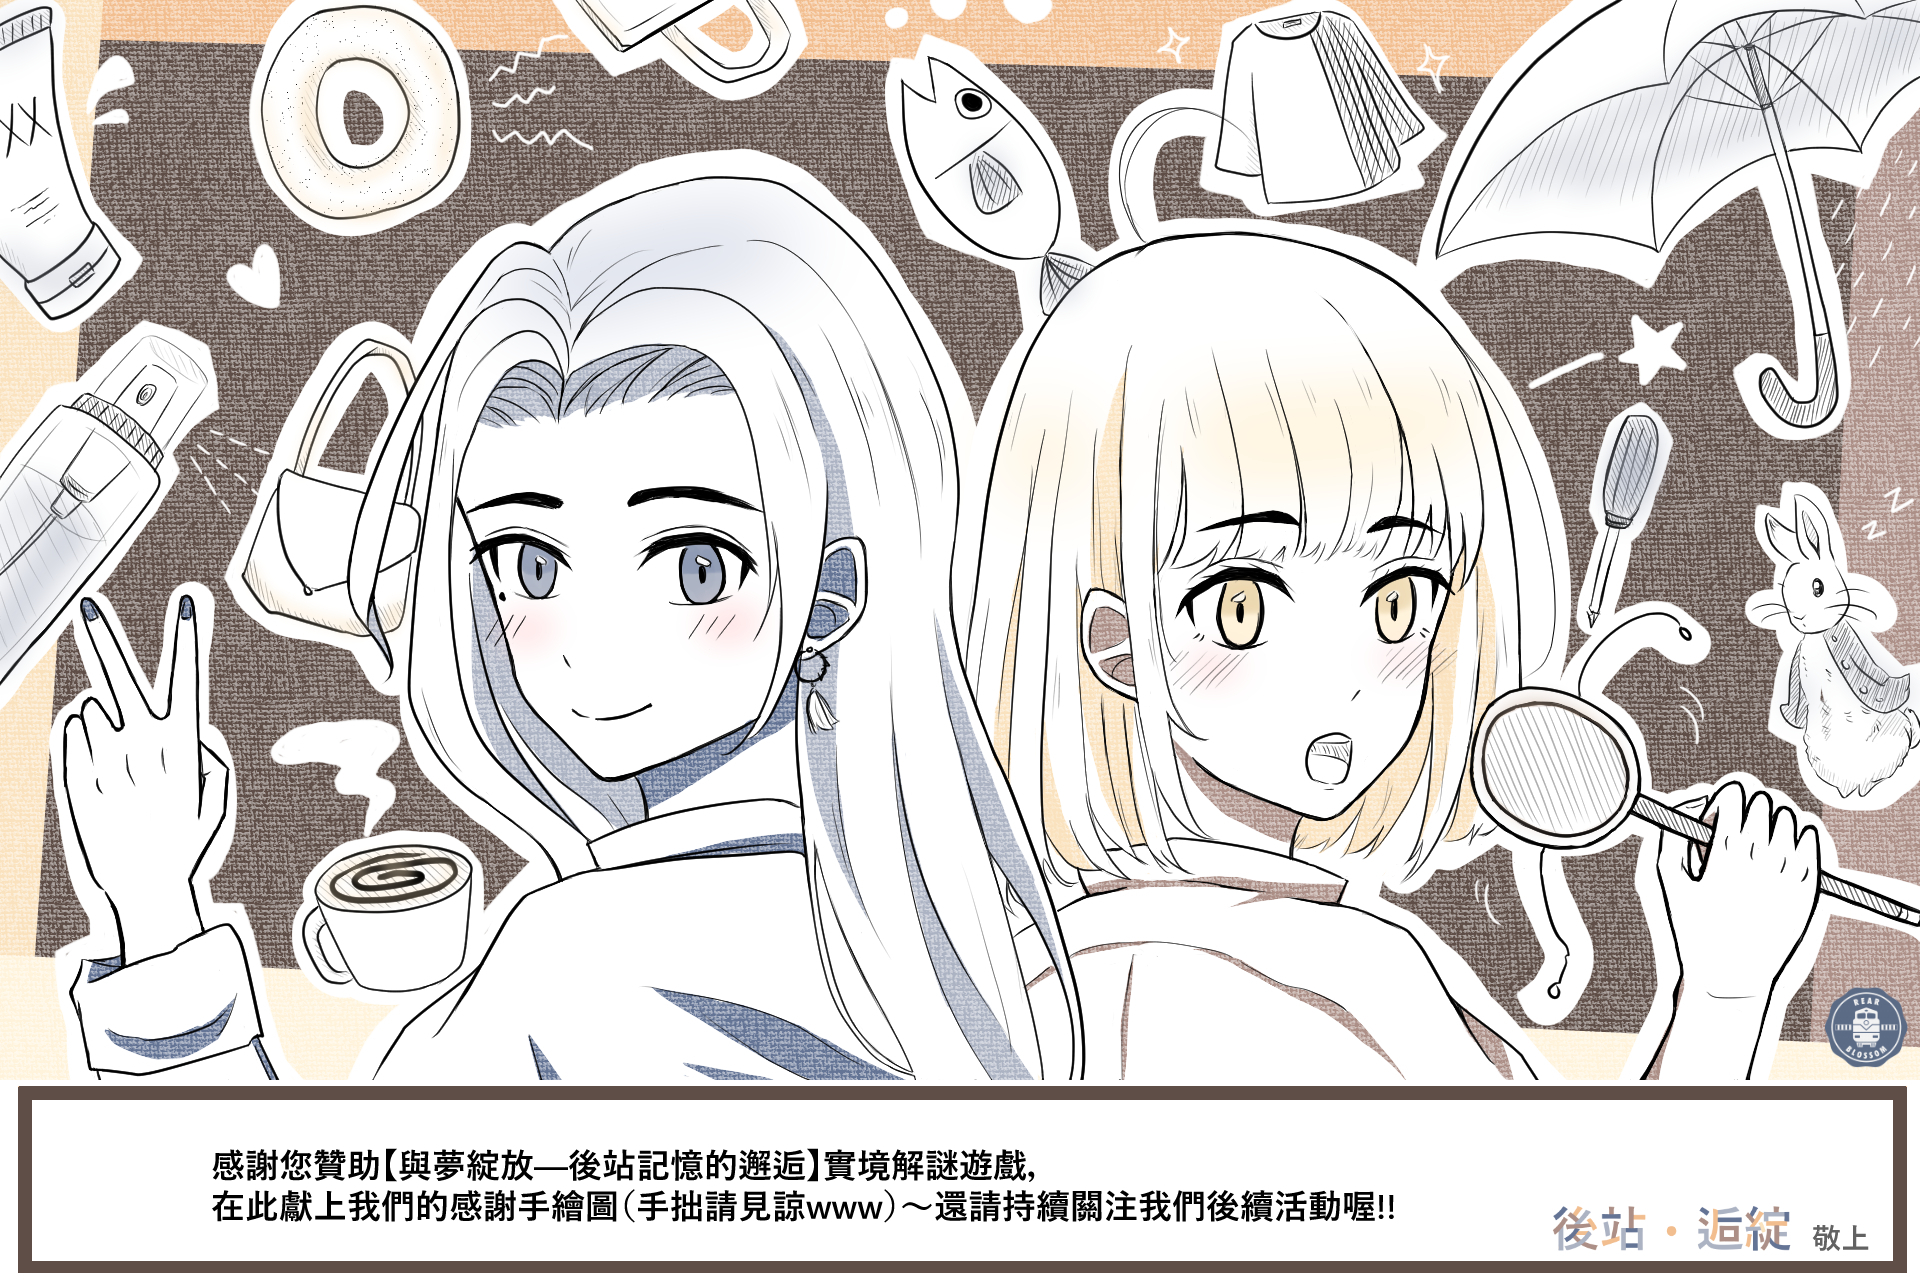 XX
z
z
REAR
BLOSSOM
感謝您贊助【與夢綻放—後站記憶的邂逅】實境解謎遊戲,
在此獻上我們的感謝手繪圖(手拙請見諒www)~還請持續關注我們後續活動喔!!
後站・逅綻 敬上